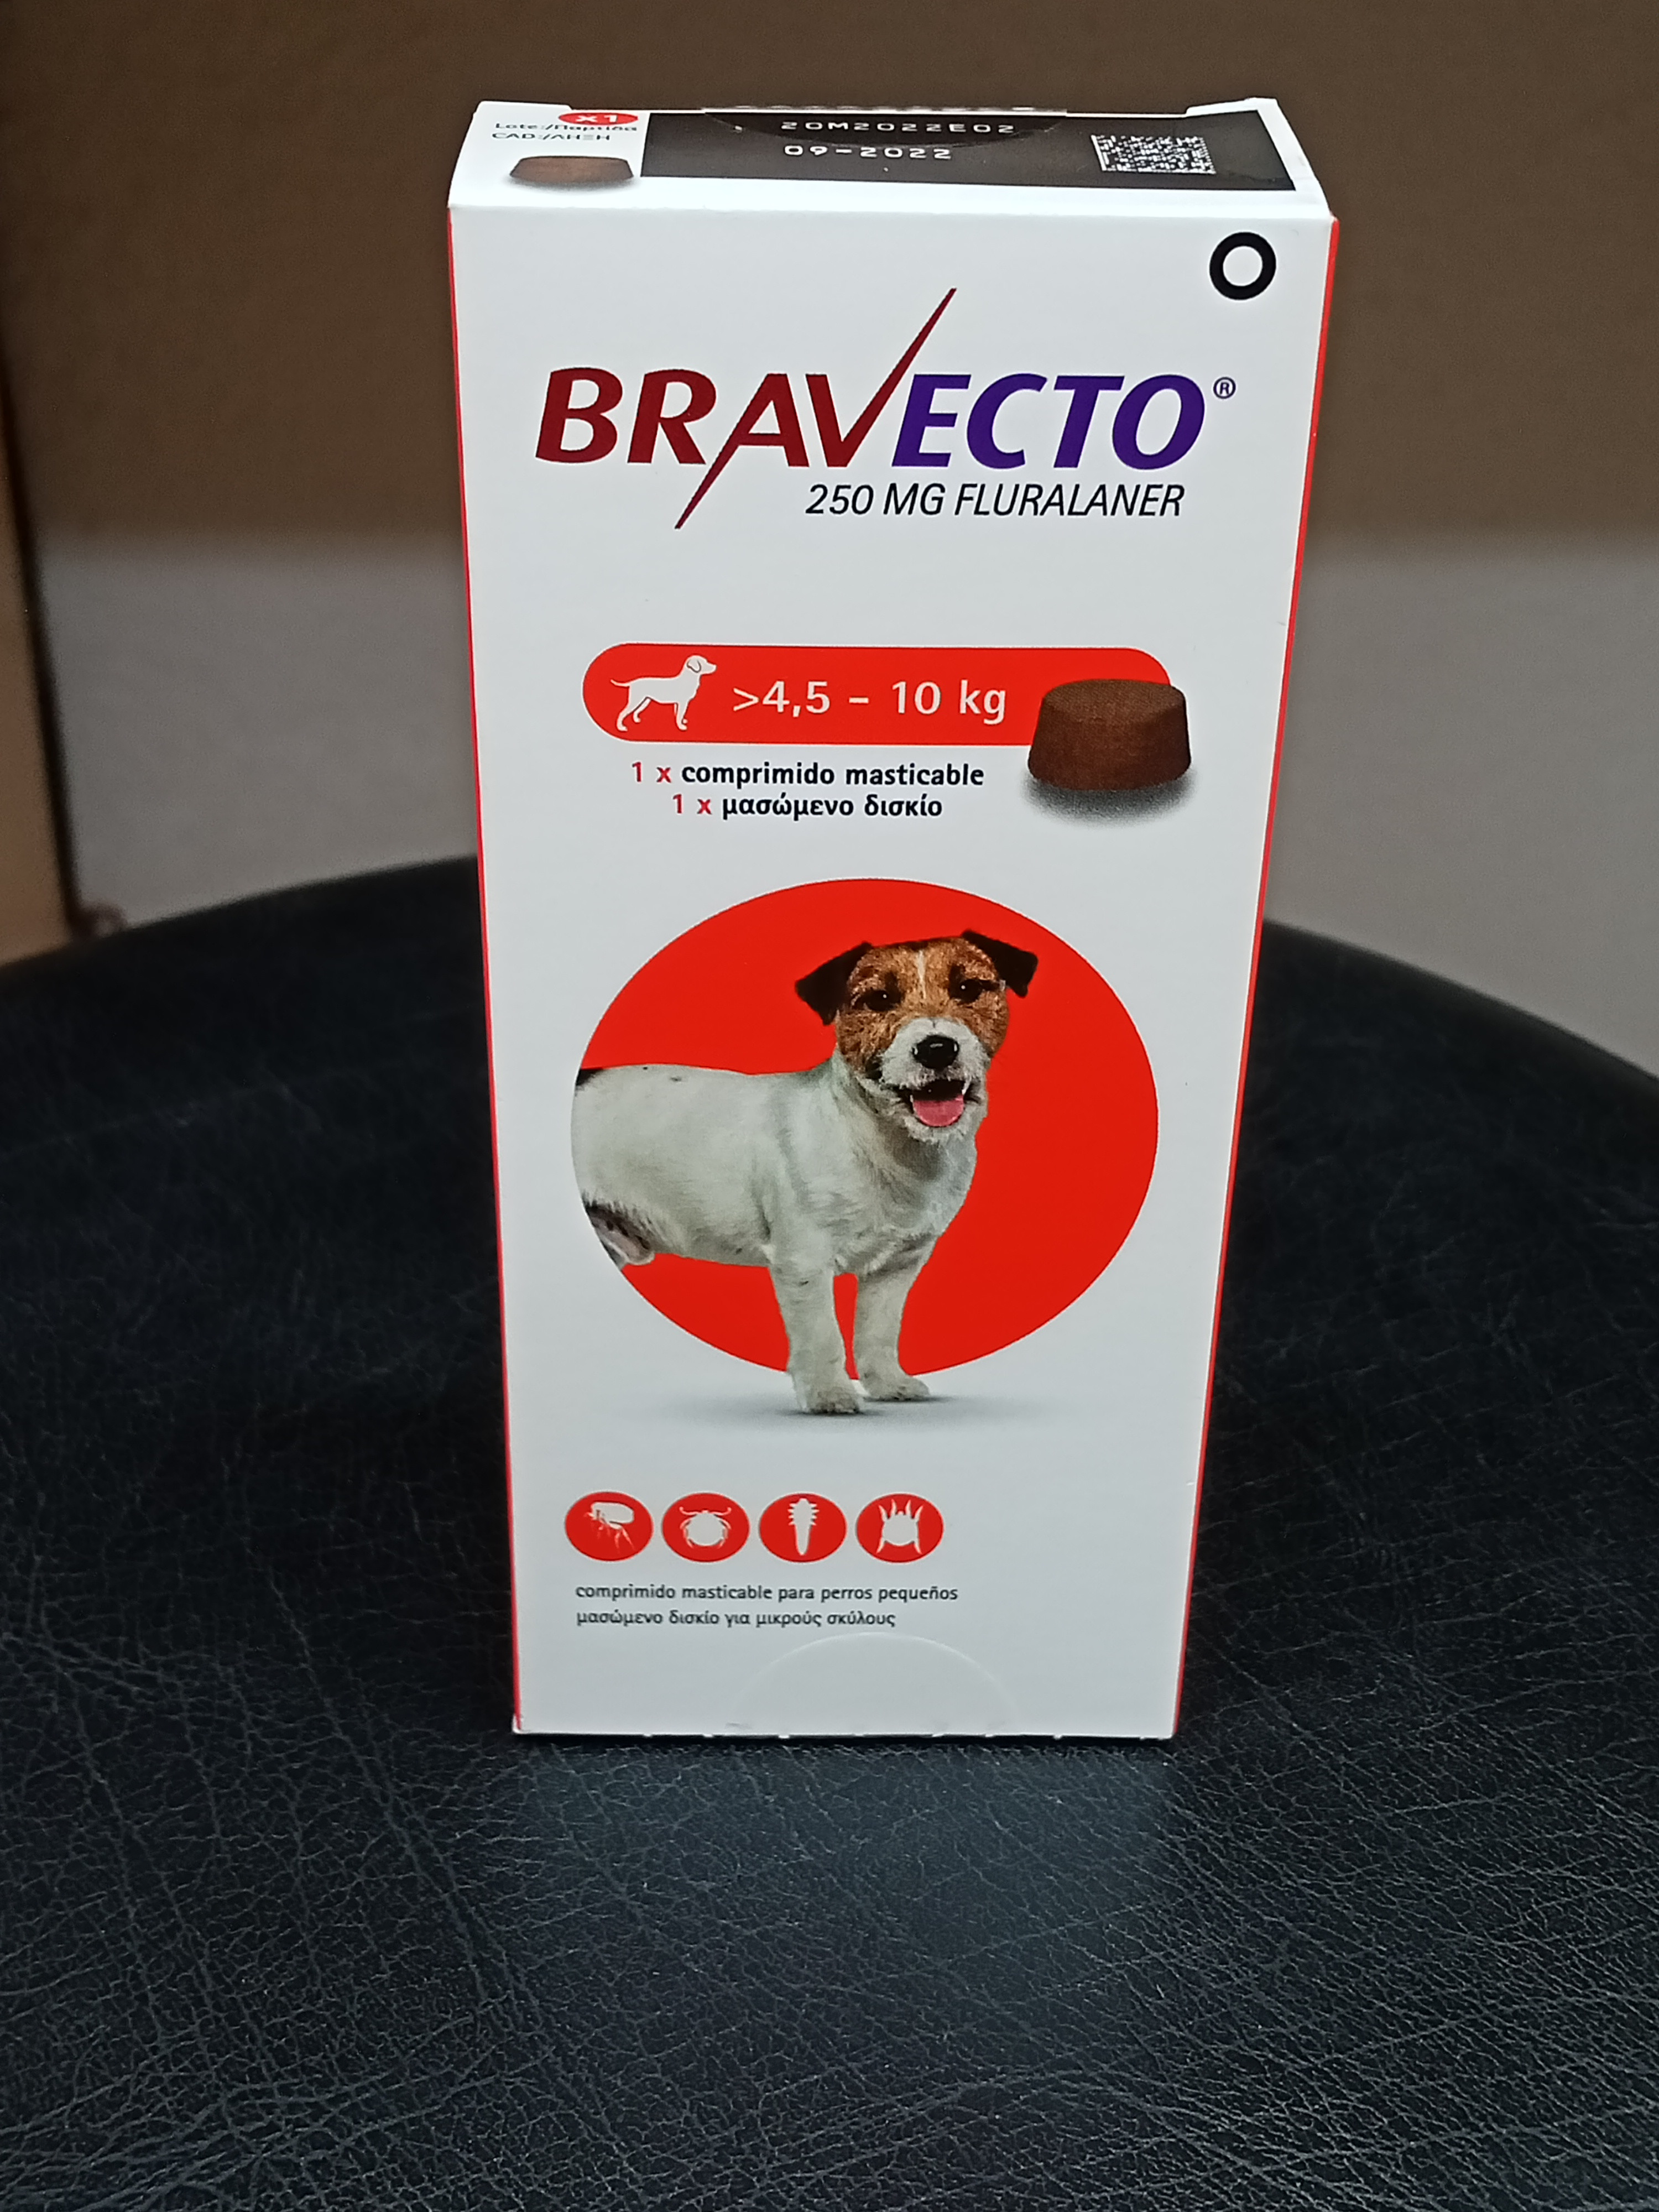 x1
Lote:/Παρτίδα
CAD:/ΛΗΞΗ
20M2022E02
09-2022
BRAVECTO®
250 MG FLURALANER
>4,5 - 10 kg
1 x comprimido masticable
1 x μασώμενο δισκίο
comprimido masticable para perros pequeños
μασώμενο δισκίο για μικρούς σκύλους